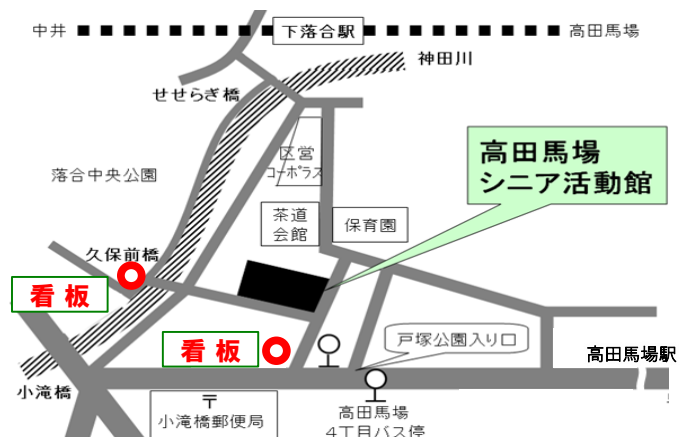 中井
下落合駅
高田馬場
神田川
せせらぎ橋
高田馬場
シニア活動館
区営
コーポラス
落合中央公園
茶道
会館
保育園
久保前橋
看板
看板
戸塚公園入り口
高田馬場駅
小滝橋
〒
小滝橋郵便局
高田馬場
4丁目バス停